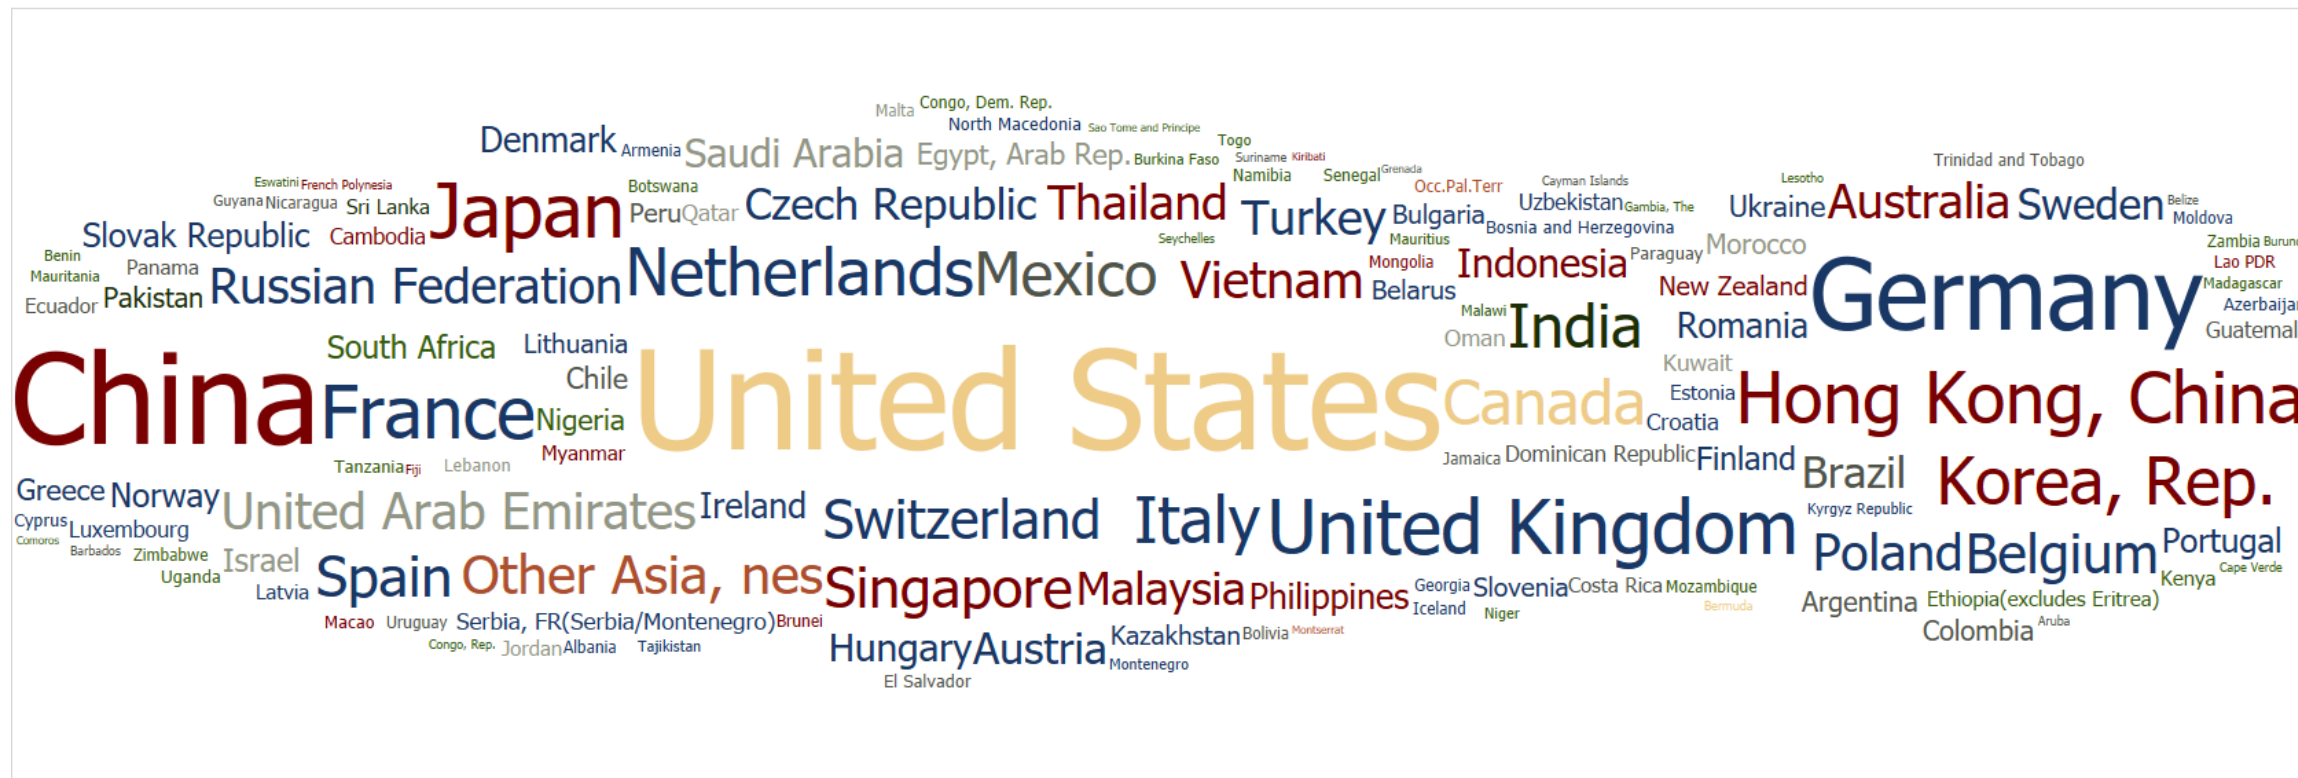 Malta Congo, Dem. Rep.
North Macedonia Sao Tome and Principe
Denmark Armenia Saudi Arabia Egypt, Arab Rep. Burkina Faso Togo
Suriname Kiribati
Trinidad and Tobago
Eswatini French Polynesia
Guyana Nicaragua Sri Lanka
Japan
Botswana
Peru Qatar Czech Republic Thailand
Namibia Senegal Grenada
Occ.Pal.Terr Cayman Islands
Turkey Bulgaria Uzbekistan Gambia, The
Bosnia and Herzegovina
Lesotho
Ukraine Australia Sweden Belize
Moldova
Slovak Republic Cambodia
Seychelles Mauritius
Paraguay Morocco
Zambia Burun
Benin
Mauritania Panama
Ecuador Pakistan Russian Federation Netherlands Mexico Vietnam
Mongolia Indonesia
Belarus
New Zealand Germany
Lao PDR
Madagascar
Azerbaijan
Guatemal
Malawi
Oman India Romania
South Africa Lithuania
Chile
Kuwait
Estonia
China France Nigeria United States Canada Croatia Hong Kong, China
Myanmar
Tanzania Fiji Lebanon
Jamaica Dominican Republic Finland Brazil Korea, Rep.
Greece Norway United Arab Emirates Ireland Switzerland Italy United Kingdom
Kyrgyz Republic
Cyprus Luxembourg
Comoros Barbados Zimbabwe Israel
Uganda
Latvia Spain Other Asia, nes Singapore Malaysia Philippines
Georgia Slovenia Costa Rica Mozambique
Iceland Niger Bermuda
Poland Belgium Portugal
Kenya Cape Verde
Argentina Ethiopia(excludes Eritrea)
Colombia Aruba
Macao Uruguay Serbia, FR(Serbia/Montenegro) Brunei
Congo, Rep. Jordan Albania Tajikistan
Hungary Austria Kazakhstan Bolivia Montserrat
Montenegro
El Salvador